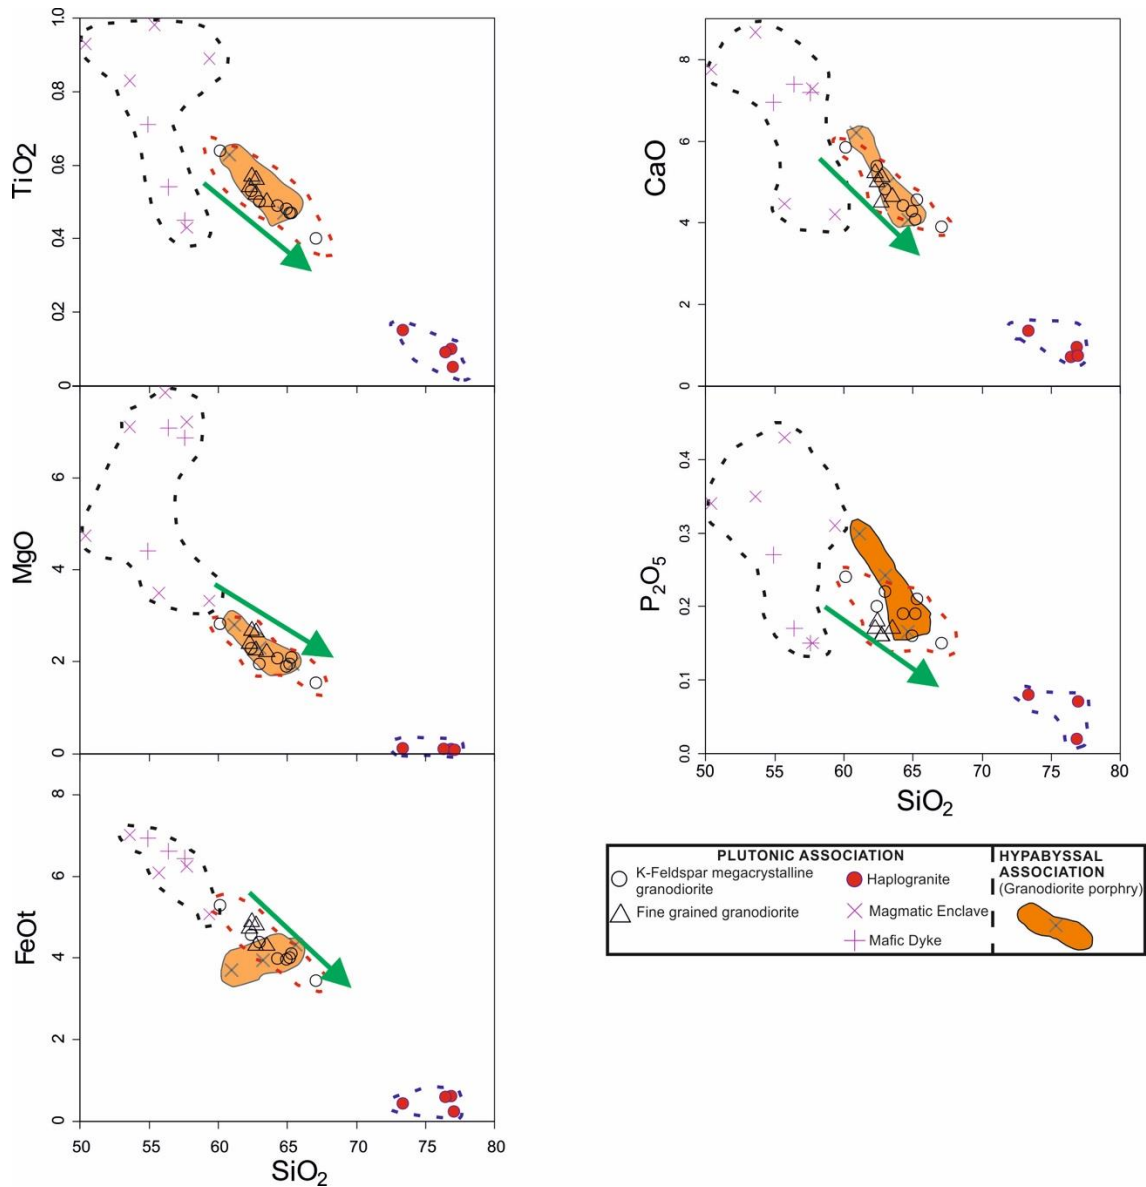 1.0
0.8
0.6
0.4
0.2
0
TiO2
8
6
4
2
0
CaO
6
4
2
0
MgO
0.4
0.3
0.2
0.1
0.0
P2O5
50 55 60 65 70 75 80
SiO2
8
6
4
2
0
FeOt
50 55 60 65 70 75 80
SiO2
PLUTONIC ASSOCIATION
K-Feldspar megacrystalline
granodiorite
Fine grained granodiorite
Haplogranite
Magmatic Enclave
Mafic Dyke
HYPABYSSAL
ASSOCIATION
(Granodiorite porphry)